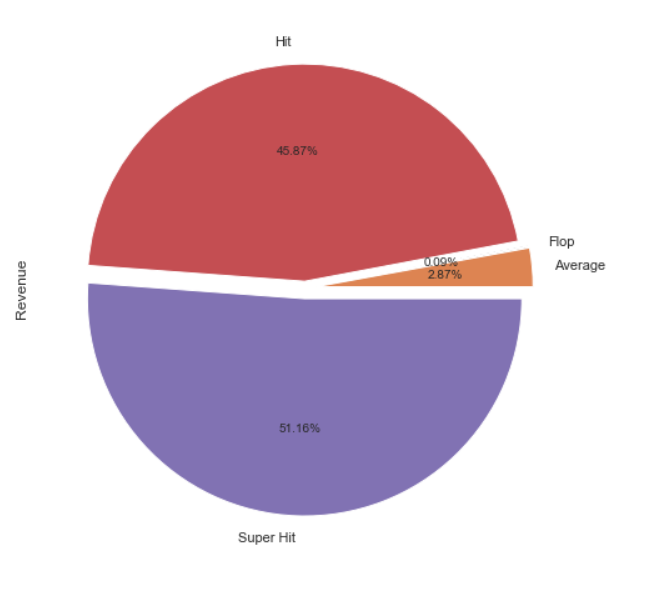 Hit
45.87%
Flop
0.09%
Average
2.87%
Revenue
51.16%
Super Hit